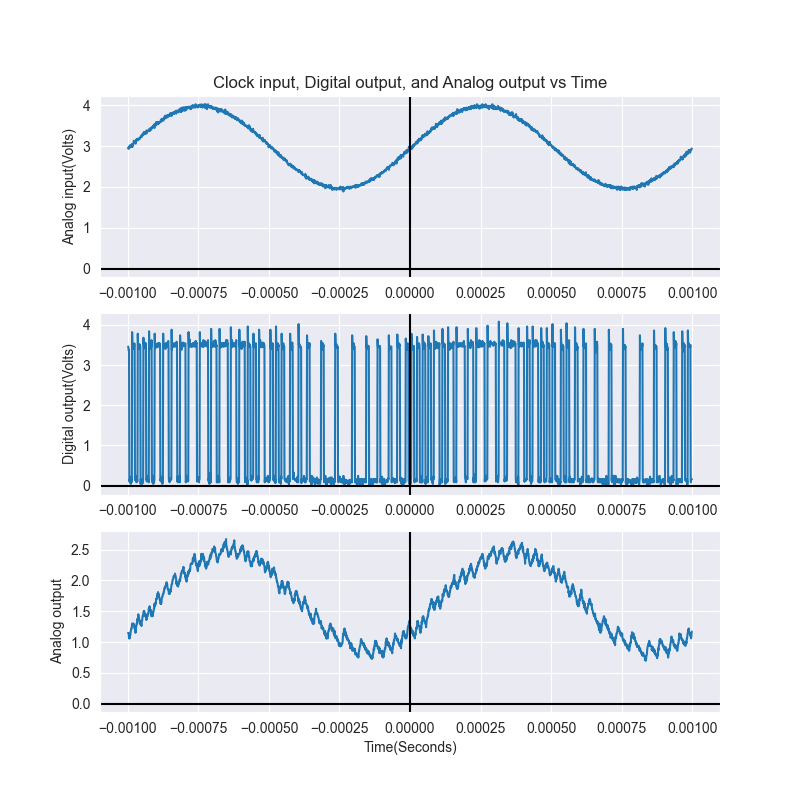 Clock input, Digital output, and Analog output vs Time
Analog input(Volts)
4
3
2
1
0
−0.00100 −0.00075 −0.00050 −0.00025 0.00000 0.00025 0.00050 0.00075 0.00100
Digital output(Volts)
4
3
2
1
0
−0.00100 −0.00075 −0.00050 −0.00025 0.00000 0.00025 0.00050 0.00075 0.00100
Analog output
2.5
2.0
1.5
1.0
0.5
0.0
−0.00100 −0.00075 −0.00050 −0.00025 0.00000 0.00025 0.00050 0.00075 0.00100
Time(Seconds)